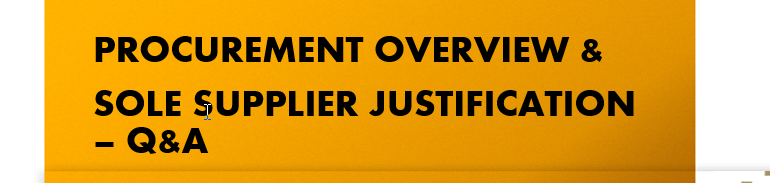 PROCUREMENT OVERVIEW &
SOLE SUPPLIER JUSTIFICATION
– Q&A